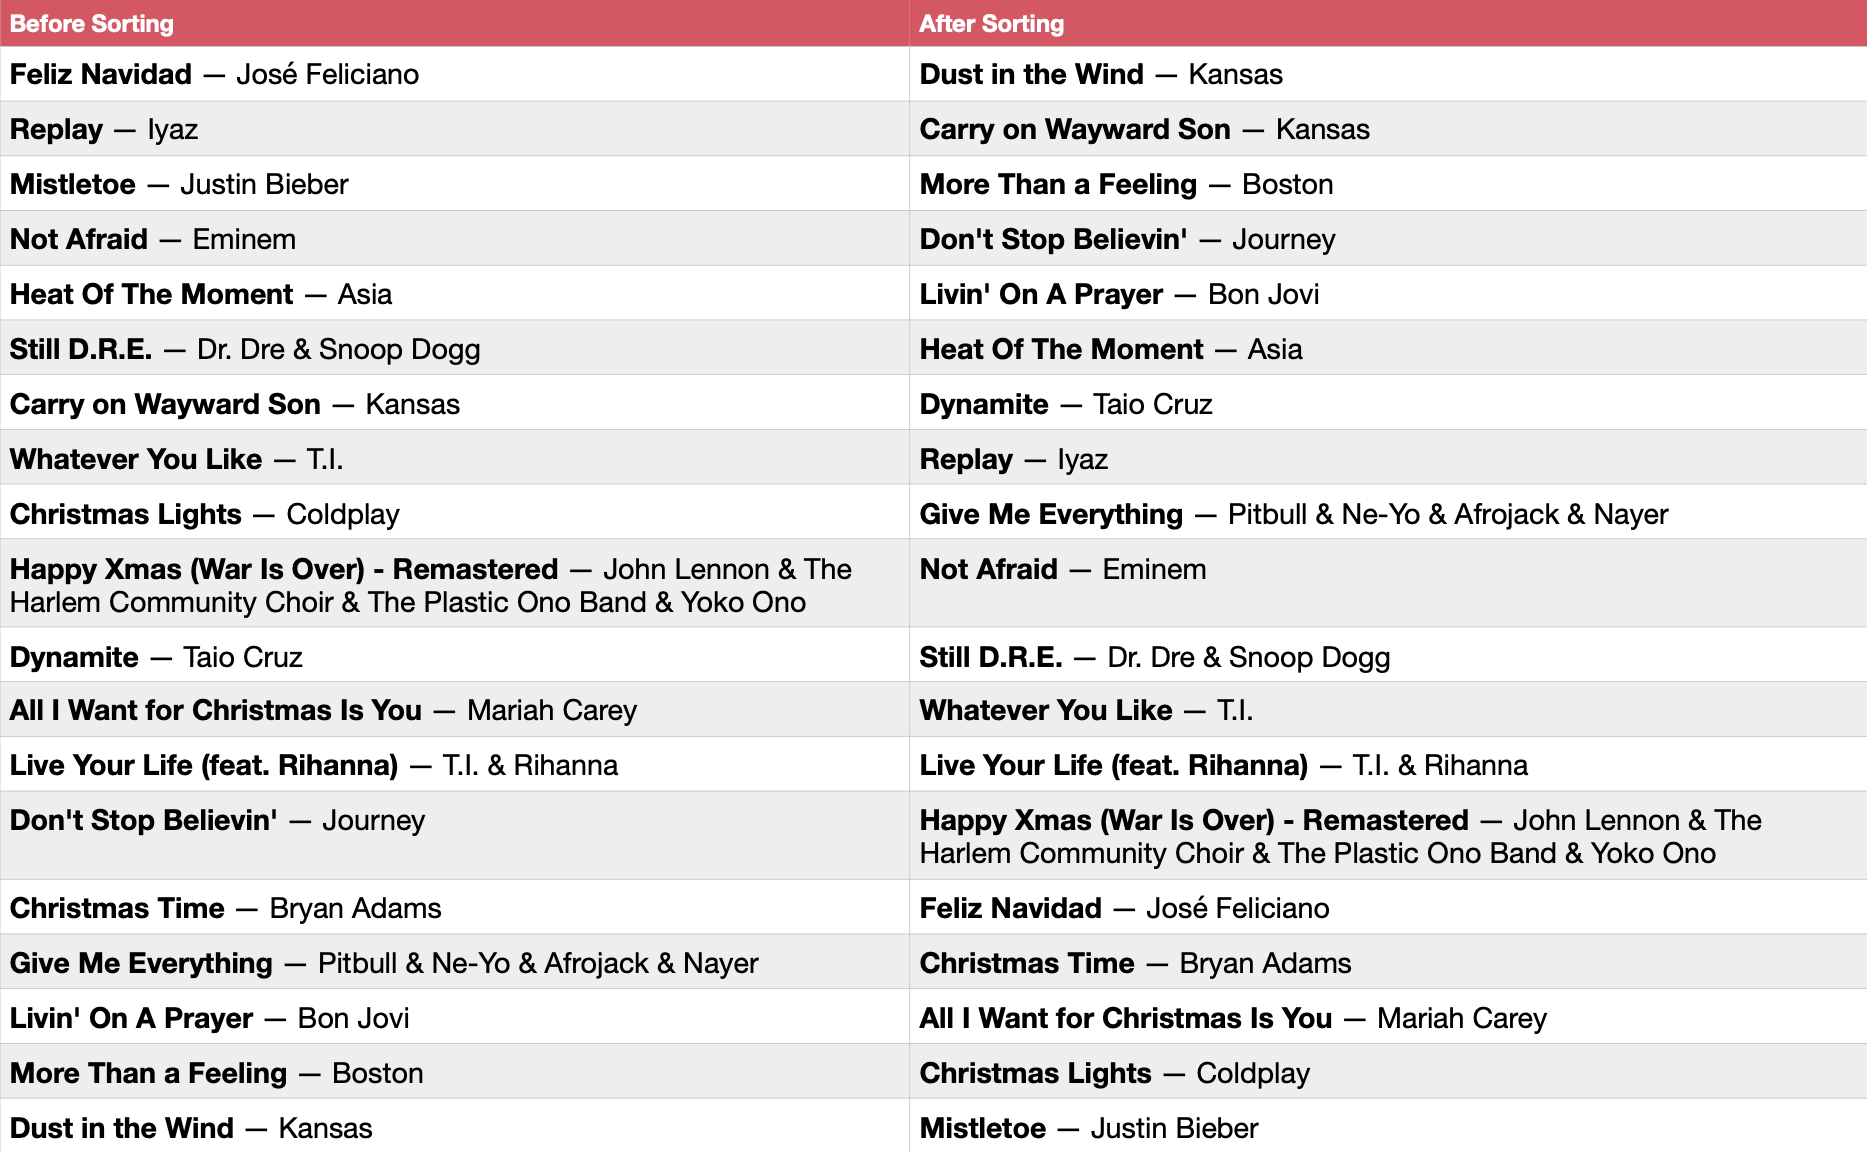 Before Sorting After Sorting
Feliz Navidad — José Feliciano Dust in the Wind — Kansas
Replay — Iyaz Carry on Wayward Son — Kansas
Mistletoe — Justin Bieber More Than a Feeling — Boston
Not Afraid — Eminem Don't Stop Believin' — Journey
Heat Of The Moment — Asia Livin' On A Prayer — Bon Jovi
Still D.R.E. — Dr. Dre & Snoop Dogg Heat Of The Moment — Asia
Carry on Wayward Son — Kansas Dynamite — Taio Cruz
Whatever You Like — T.I. Replay — Iyaz
Christmas Lights — Coldplay Give Me Everything — Pitbull & Ne-Yo & Afrojack & Nayer
Happy Xmas (War Is Over) - Remastered — John Lennon & The Not Afraid — Eminem
Harlem Community Choir & The Plastic Ono Band & Yoko Ono
Dynamite — Taio Cruz Still D.R.E. — Dr. Dre & Snoop Dogg
All I Want for Christmas Is You — Mariah Carey Whatever You Like — T.I.
Live Your Life (feat. Rihanna) — T.I. & Rihanna Live Your Life (feat. Rihanna) — T.I. & Rihanna
Don't Stop Believin' — Journey Happy Xmas (War Is Over) - Remastered — John Lennon & The
Harlem Community Choir & The Plastic Ono Band & Yoko Ono
Christmas Time — Bryan Adams Feliz Navidad — José Feliciano
Give Me Everything — Pitbull & Ne-Yo & Afrojack & Nayer Christmas Time — Bryan Adams
Livin' On A Prayer — Bon Jovi All I Want for Christmas Is You — Mariah Carey
More Than a Feeling — Boston Christmas Lights — Coldplay
Dust in the Wind — Kansas Mistletoe — Justin Bieber